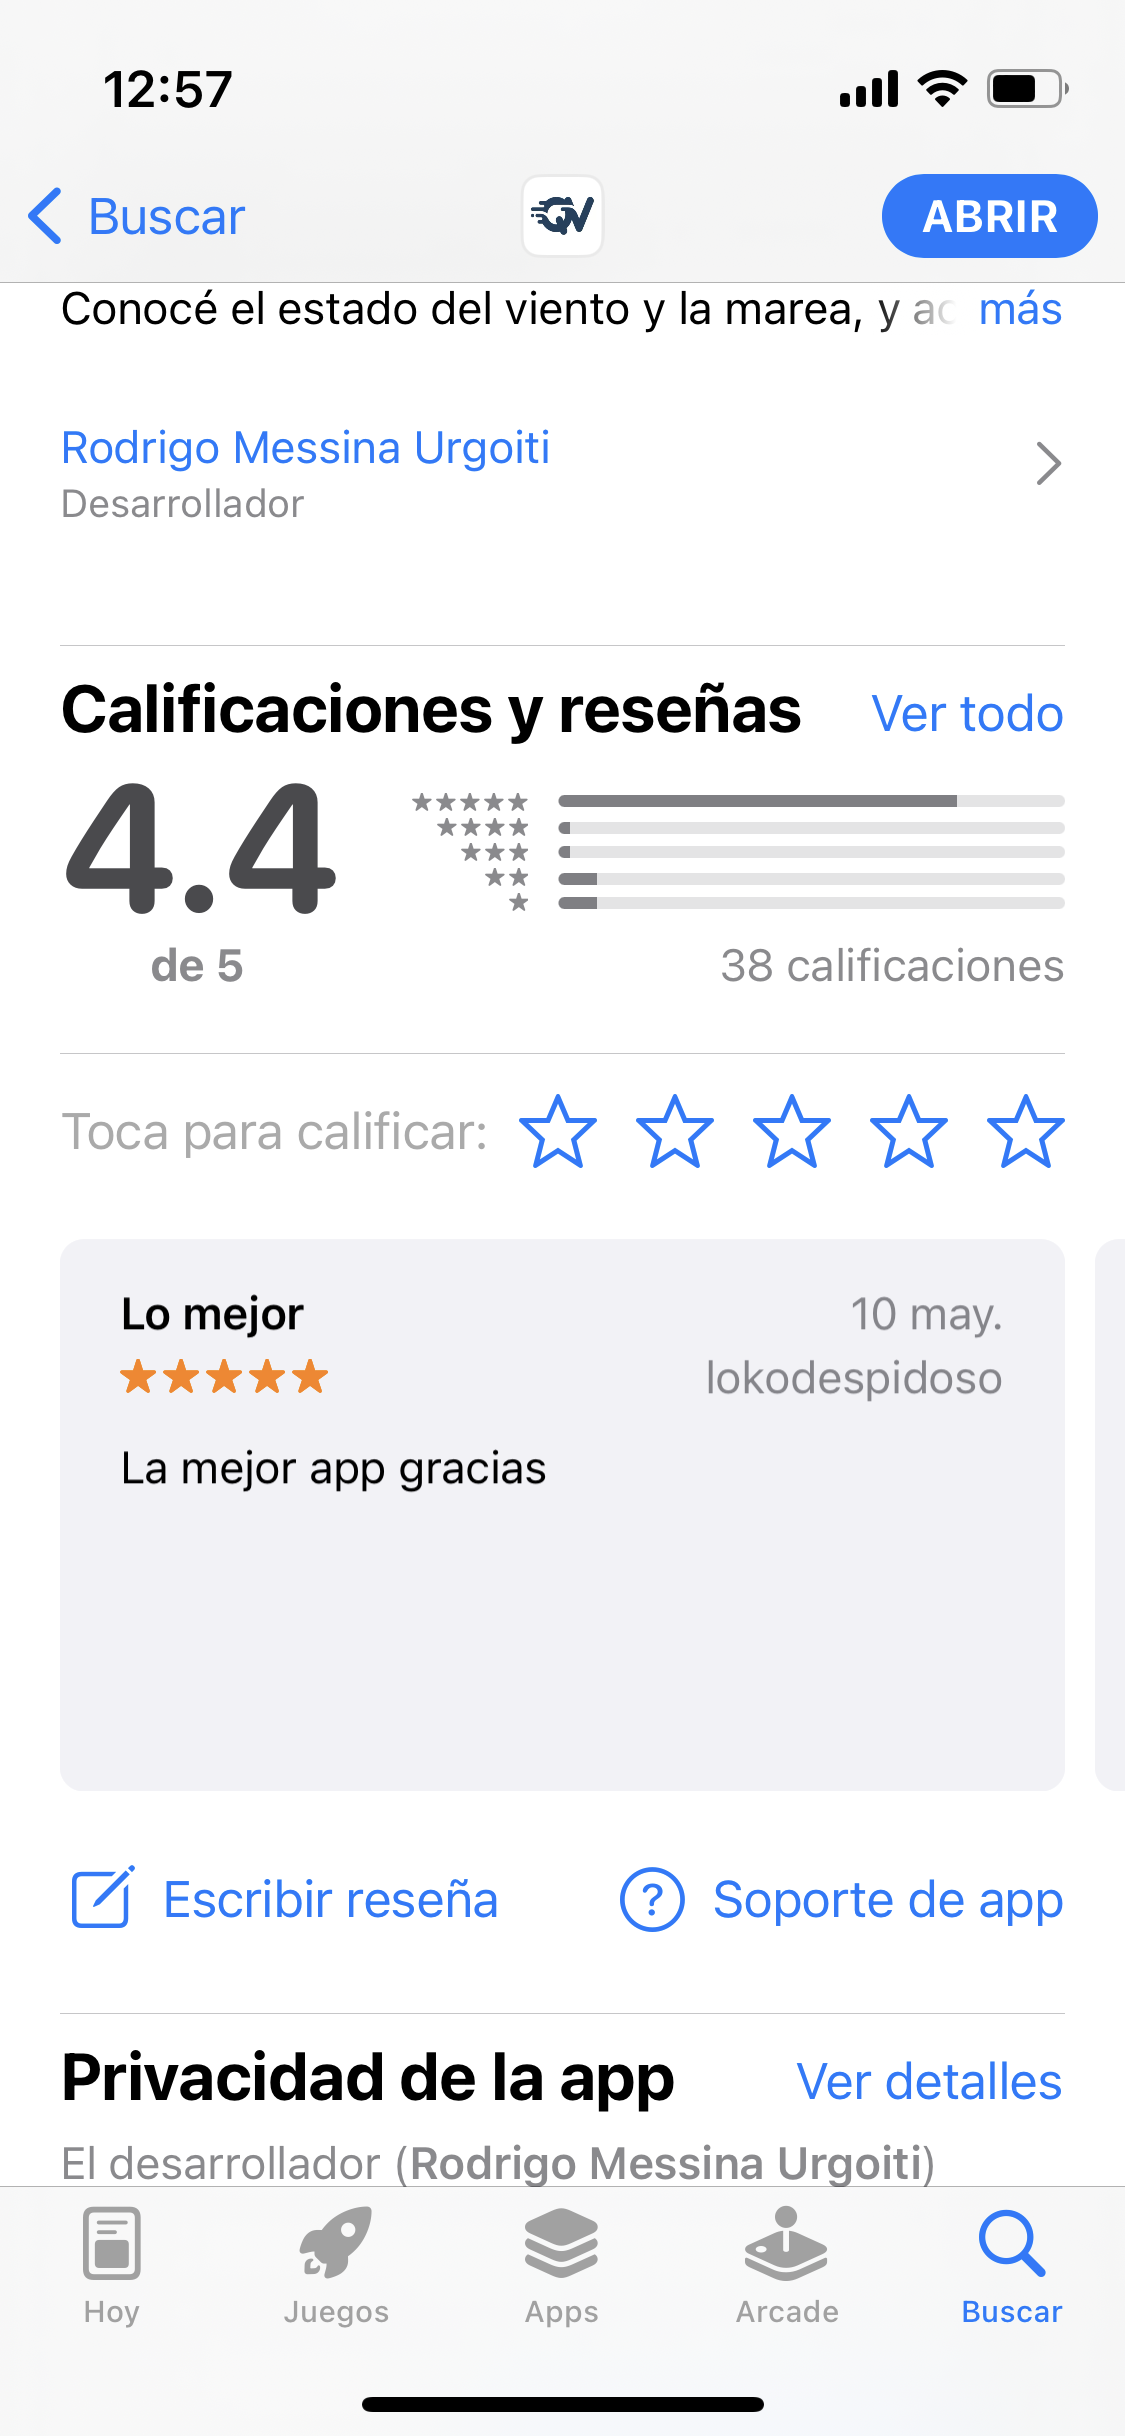 12:57
Buscar
QV
ABRIR
Conocé el estado del viento y la marea, y
más
Rodrigo Messina Urgoiti
Desarrollador
Calificaciones y reseñas
Ver todo
4.4
de 5
38 calificaciones
Toca para calificar:
Lo mejor
10 may.
lokodespidoso
La mejor app gracias
Escribir reseña
Soporte de app
Privacidad de la app
Ver detalles
El desarrollador (Rodrigo Messina Urgoiti)
Hoy
Juegos
Apps
Arcade
Buscar